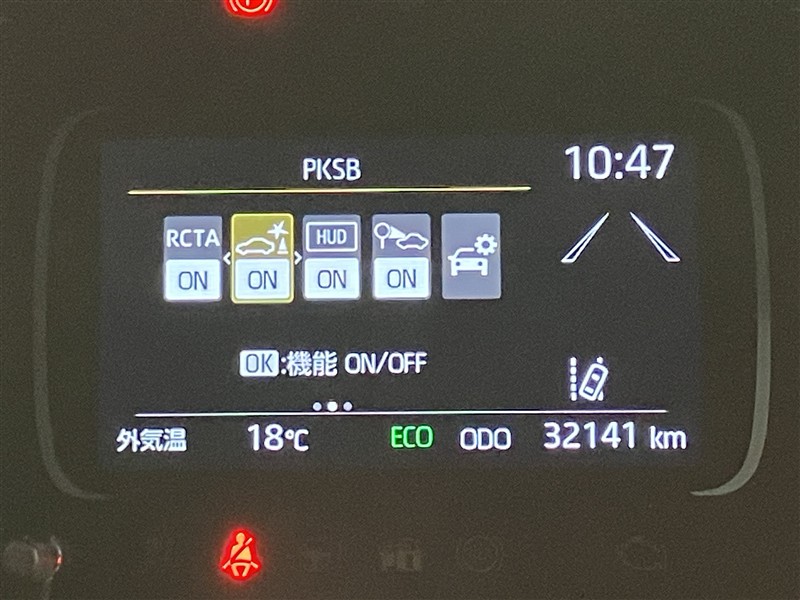 PKSB
10:47
RCTA
HUD
ON
ON
ON
ON
OK:機能 ON/OFF
外気温 18℃ ECO ODO 32141 km